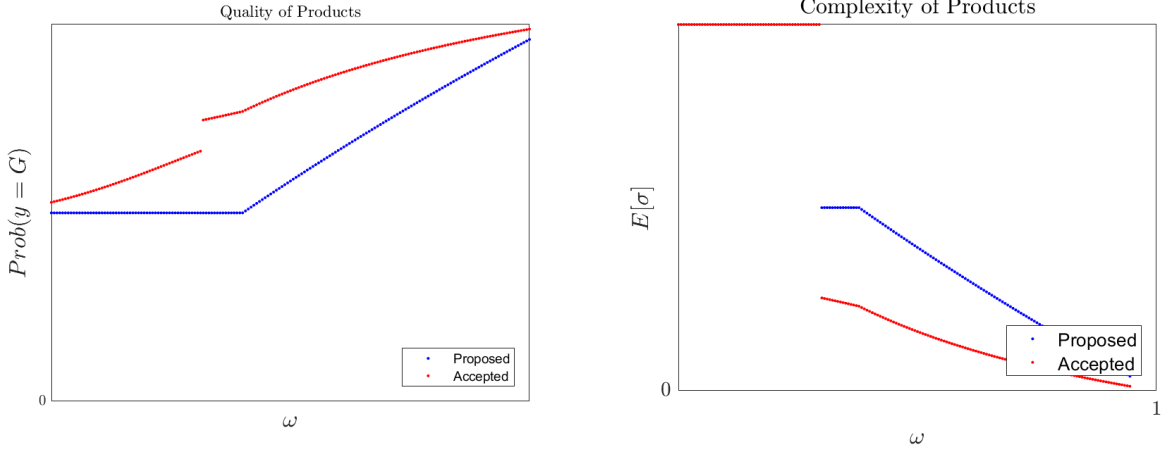 Quality of Products
Prob(y = G)
0
ω
Proposed
Accepted
Complexity of Products
E[σ]
0
1
ω
Proposed
Accepted